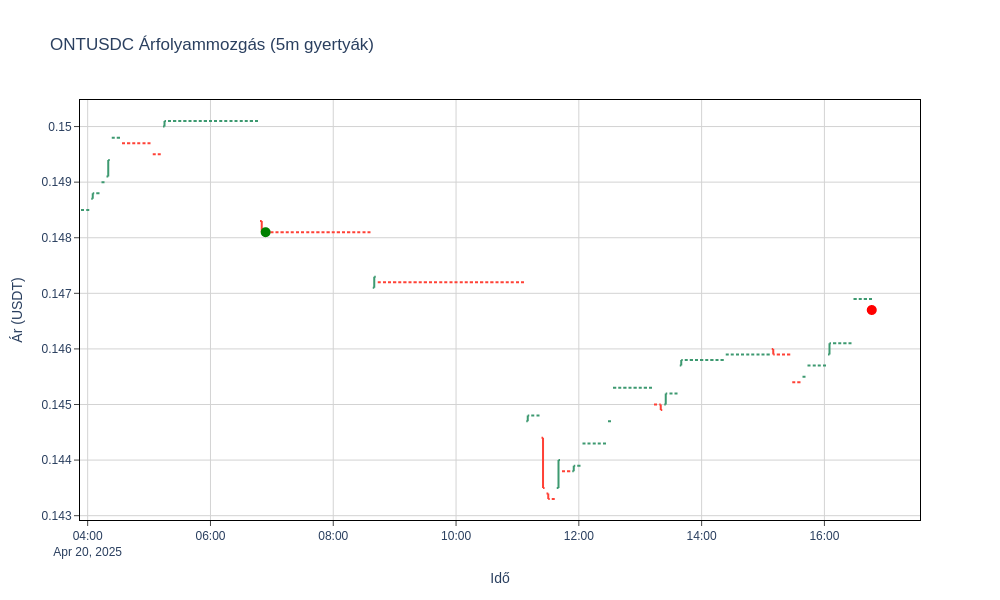 ONTUSDC Árfolyammozgás (5m gyertyák)
0.15
0.149
0.148
0.147
0.146
0.145
0.144
0.143
Ár (USDT)
04:00 06:00 08:00 10:00 12:00 14:00 16:00
Apr 20, 2025
Idő